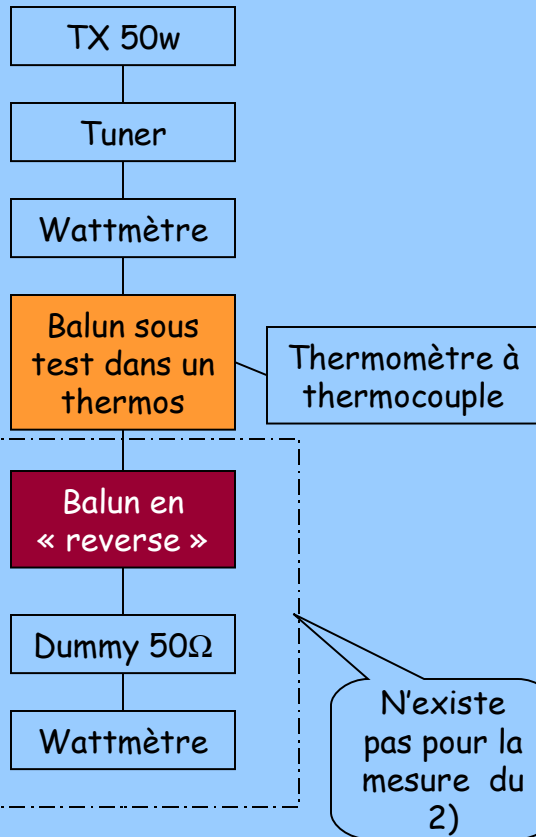 TX 50w
Tuner
Wattmètre
Balun sous
test dans un
thermos
Thermomètre à
thermocouple
Balun en
« reverse »
Dummy 50Ω
Wattmètre
N'existe
pas pour la
mesure du
2)